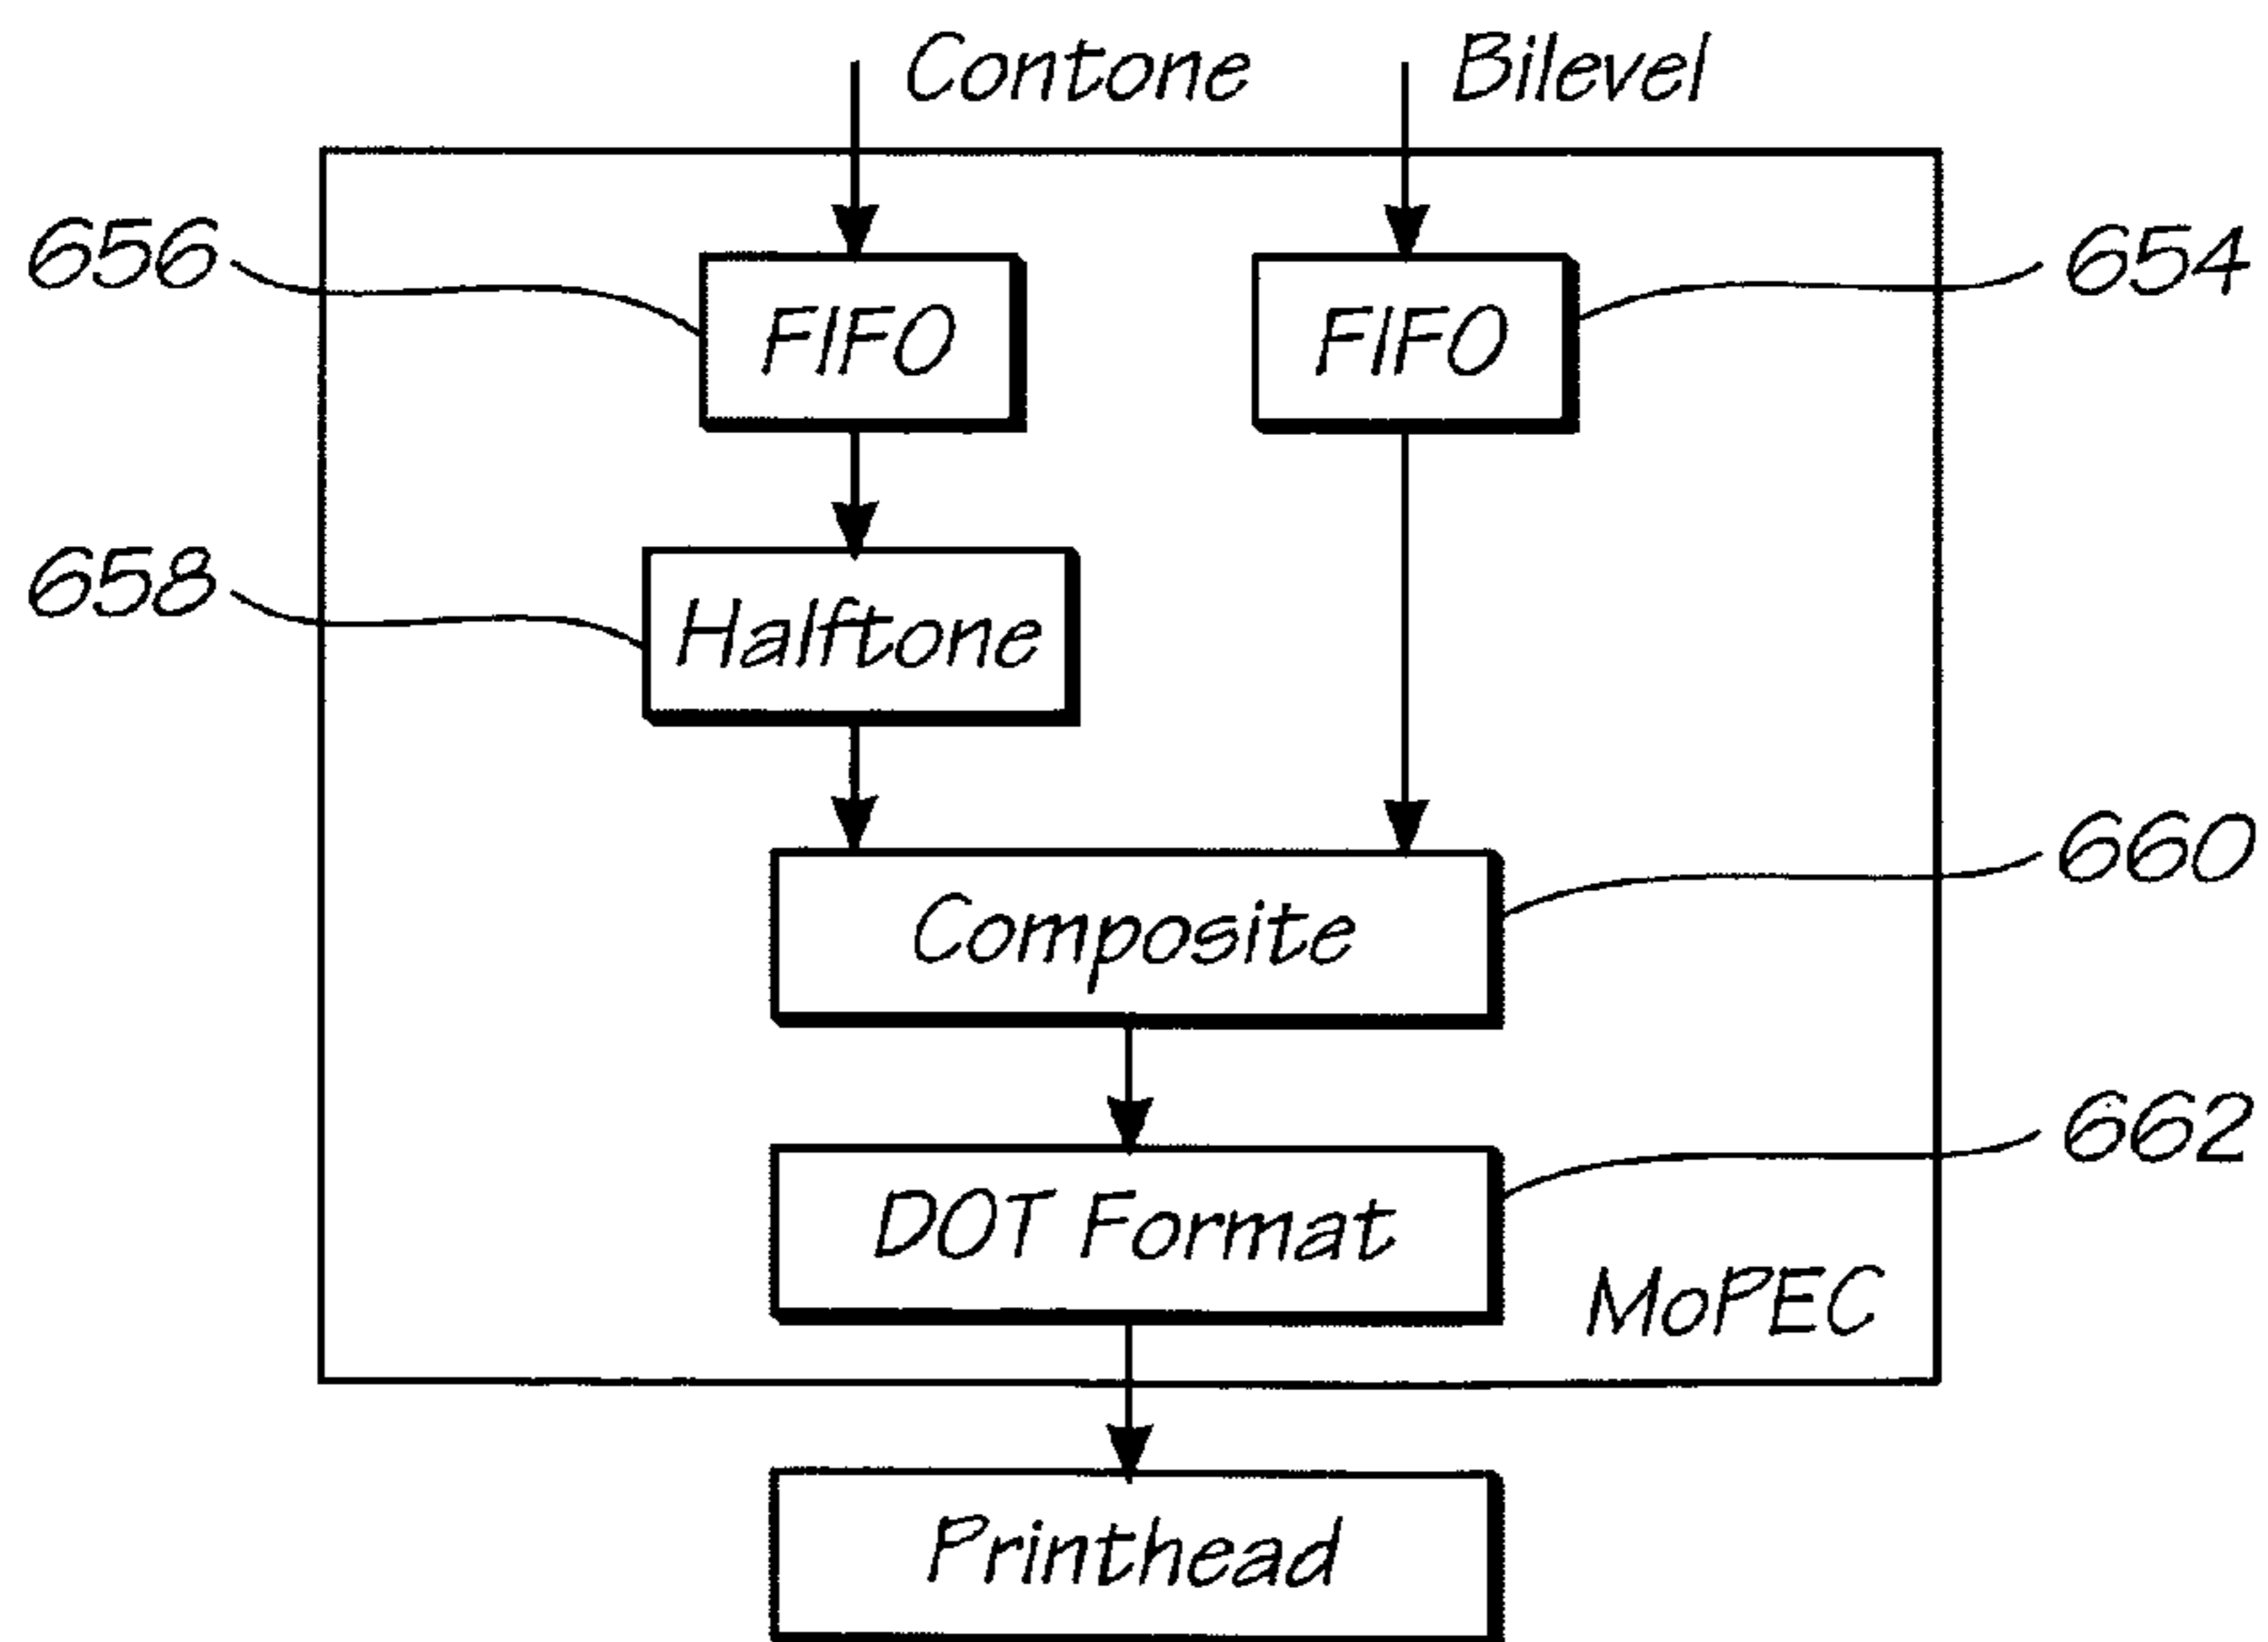 Contone
Bilevel
656
FIFO
FIFO
654
658
Halftone
Composite
660
DOT Format
662
MoPEC
Printhead